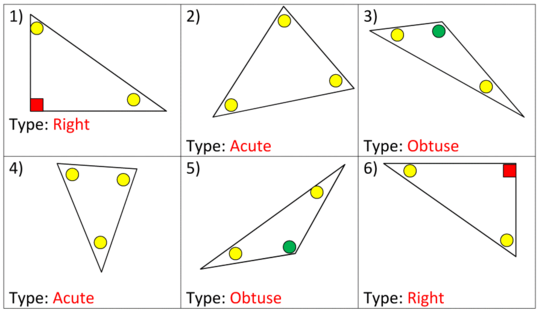 1)
Type: Right
2)
Type: Acute
3)
Type: Obtuse
4)
Type: Acute
5)
Type: Obtuse
6)
Type: Right